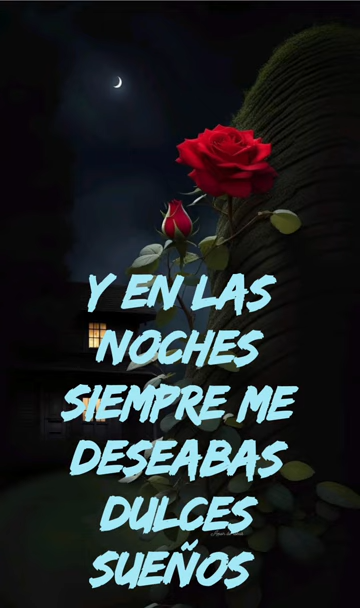 Y EN LAS
NOCHES
SIEMPRE ME
DESEABAS
DULCES
SUEÑOS